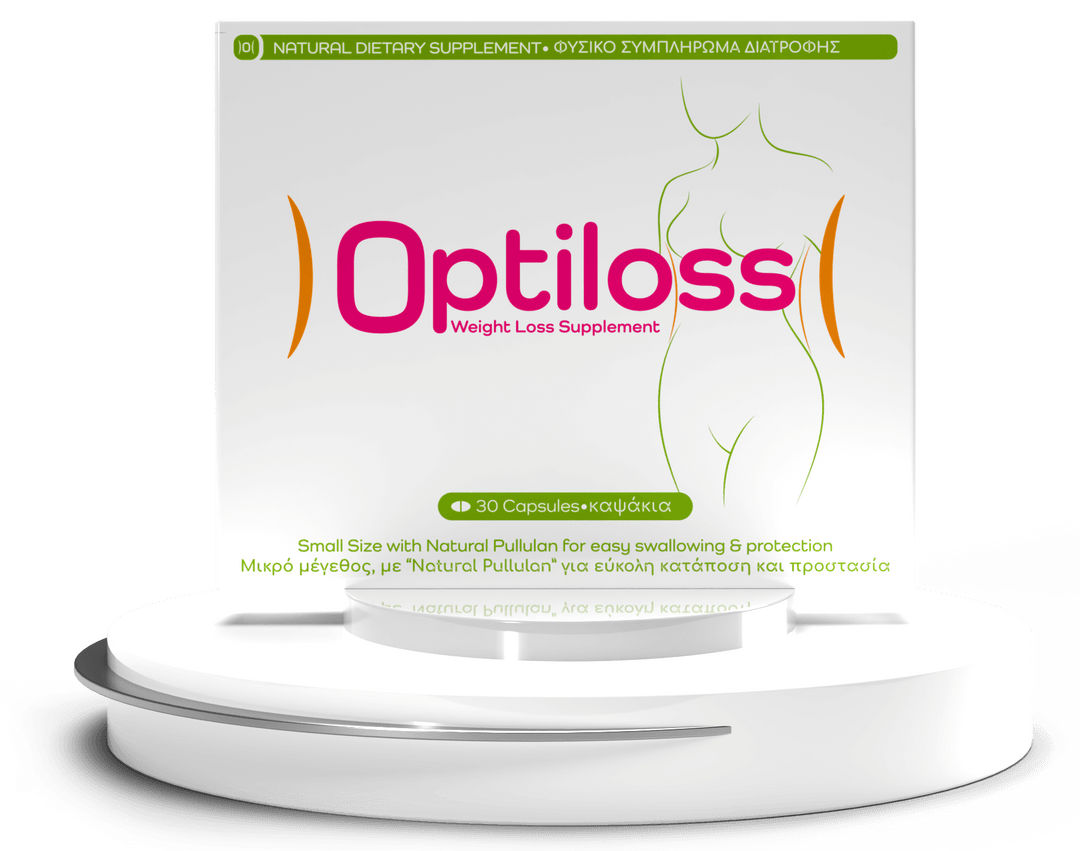 NATURAL DIETARY SUPPLEMENT• ΦΥΣΙΚΟ ΣΥΜΠΛΗΡΩΜΑ ΔΙΑΤΡΟΦΗΣ
Optiloss
Weight Loss Supplement
30 Capsules•καψάκια
Small Size with Natural Pullulan for easy swallowing & protection
Μικρό μέγεθος, με “Natural Pullulan” για εύκολη κατάποση και προστασία